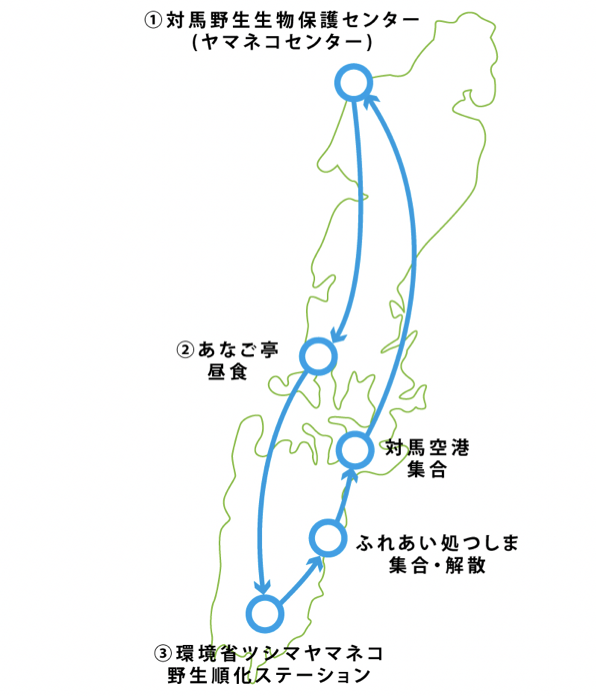 ①対馬野生生物保護センター
(ヤマネコセンター)
②あなご亭
昼食
対馬空港
集合
ふれあい処つしま
集合・解散
③環境省ツシマヤマネコ
野生順化ステーション